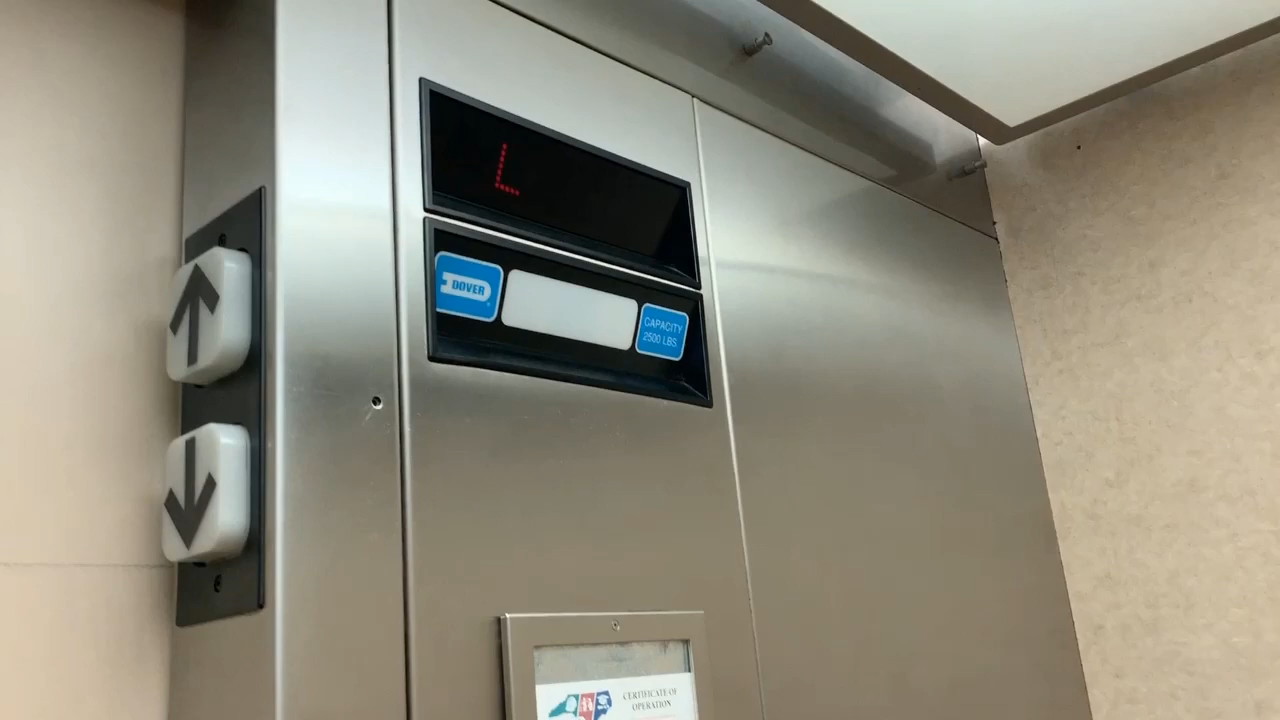 L
DOVER
CAPACITY
2500 LBS.
CERTIFICATE OF
OPERATION